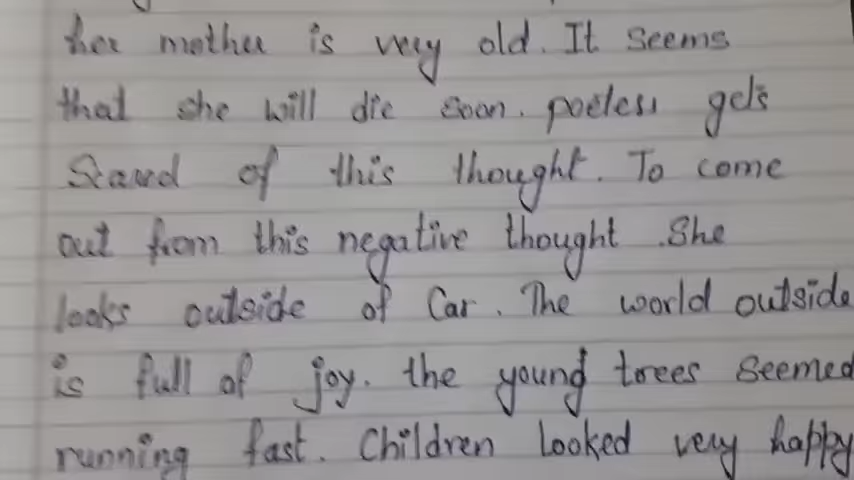 her mother is very old. It seems
that she will die soon. poetess gets
Scared of this thought. To come
out from this negative thought. She
looks outside of Car. The world outside
is full of joy. the young trees seemed
running fast. Children looked very happy